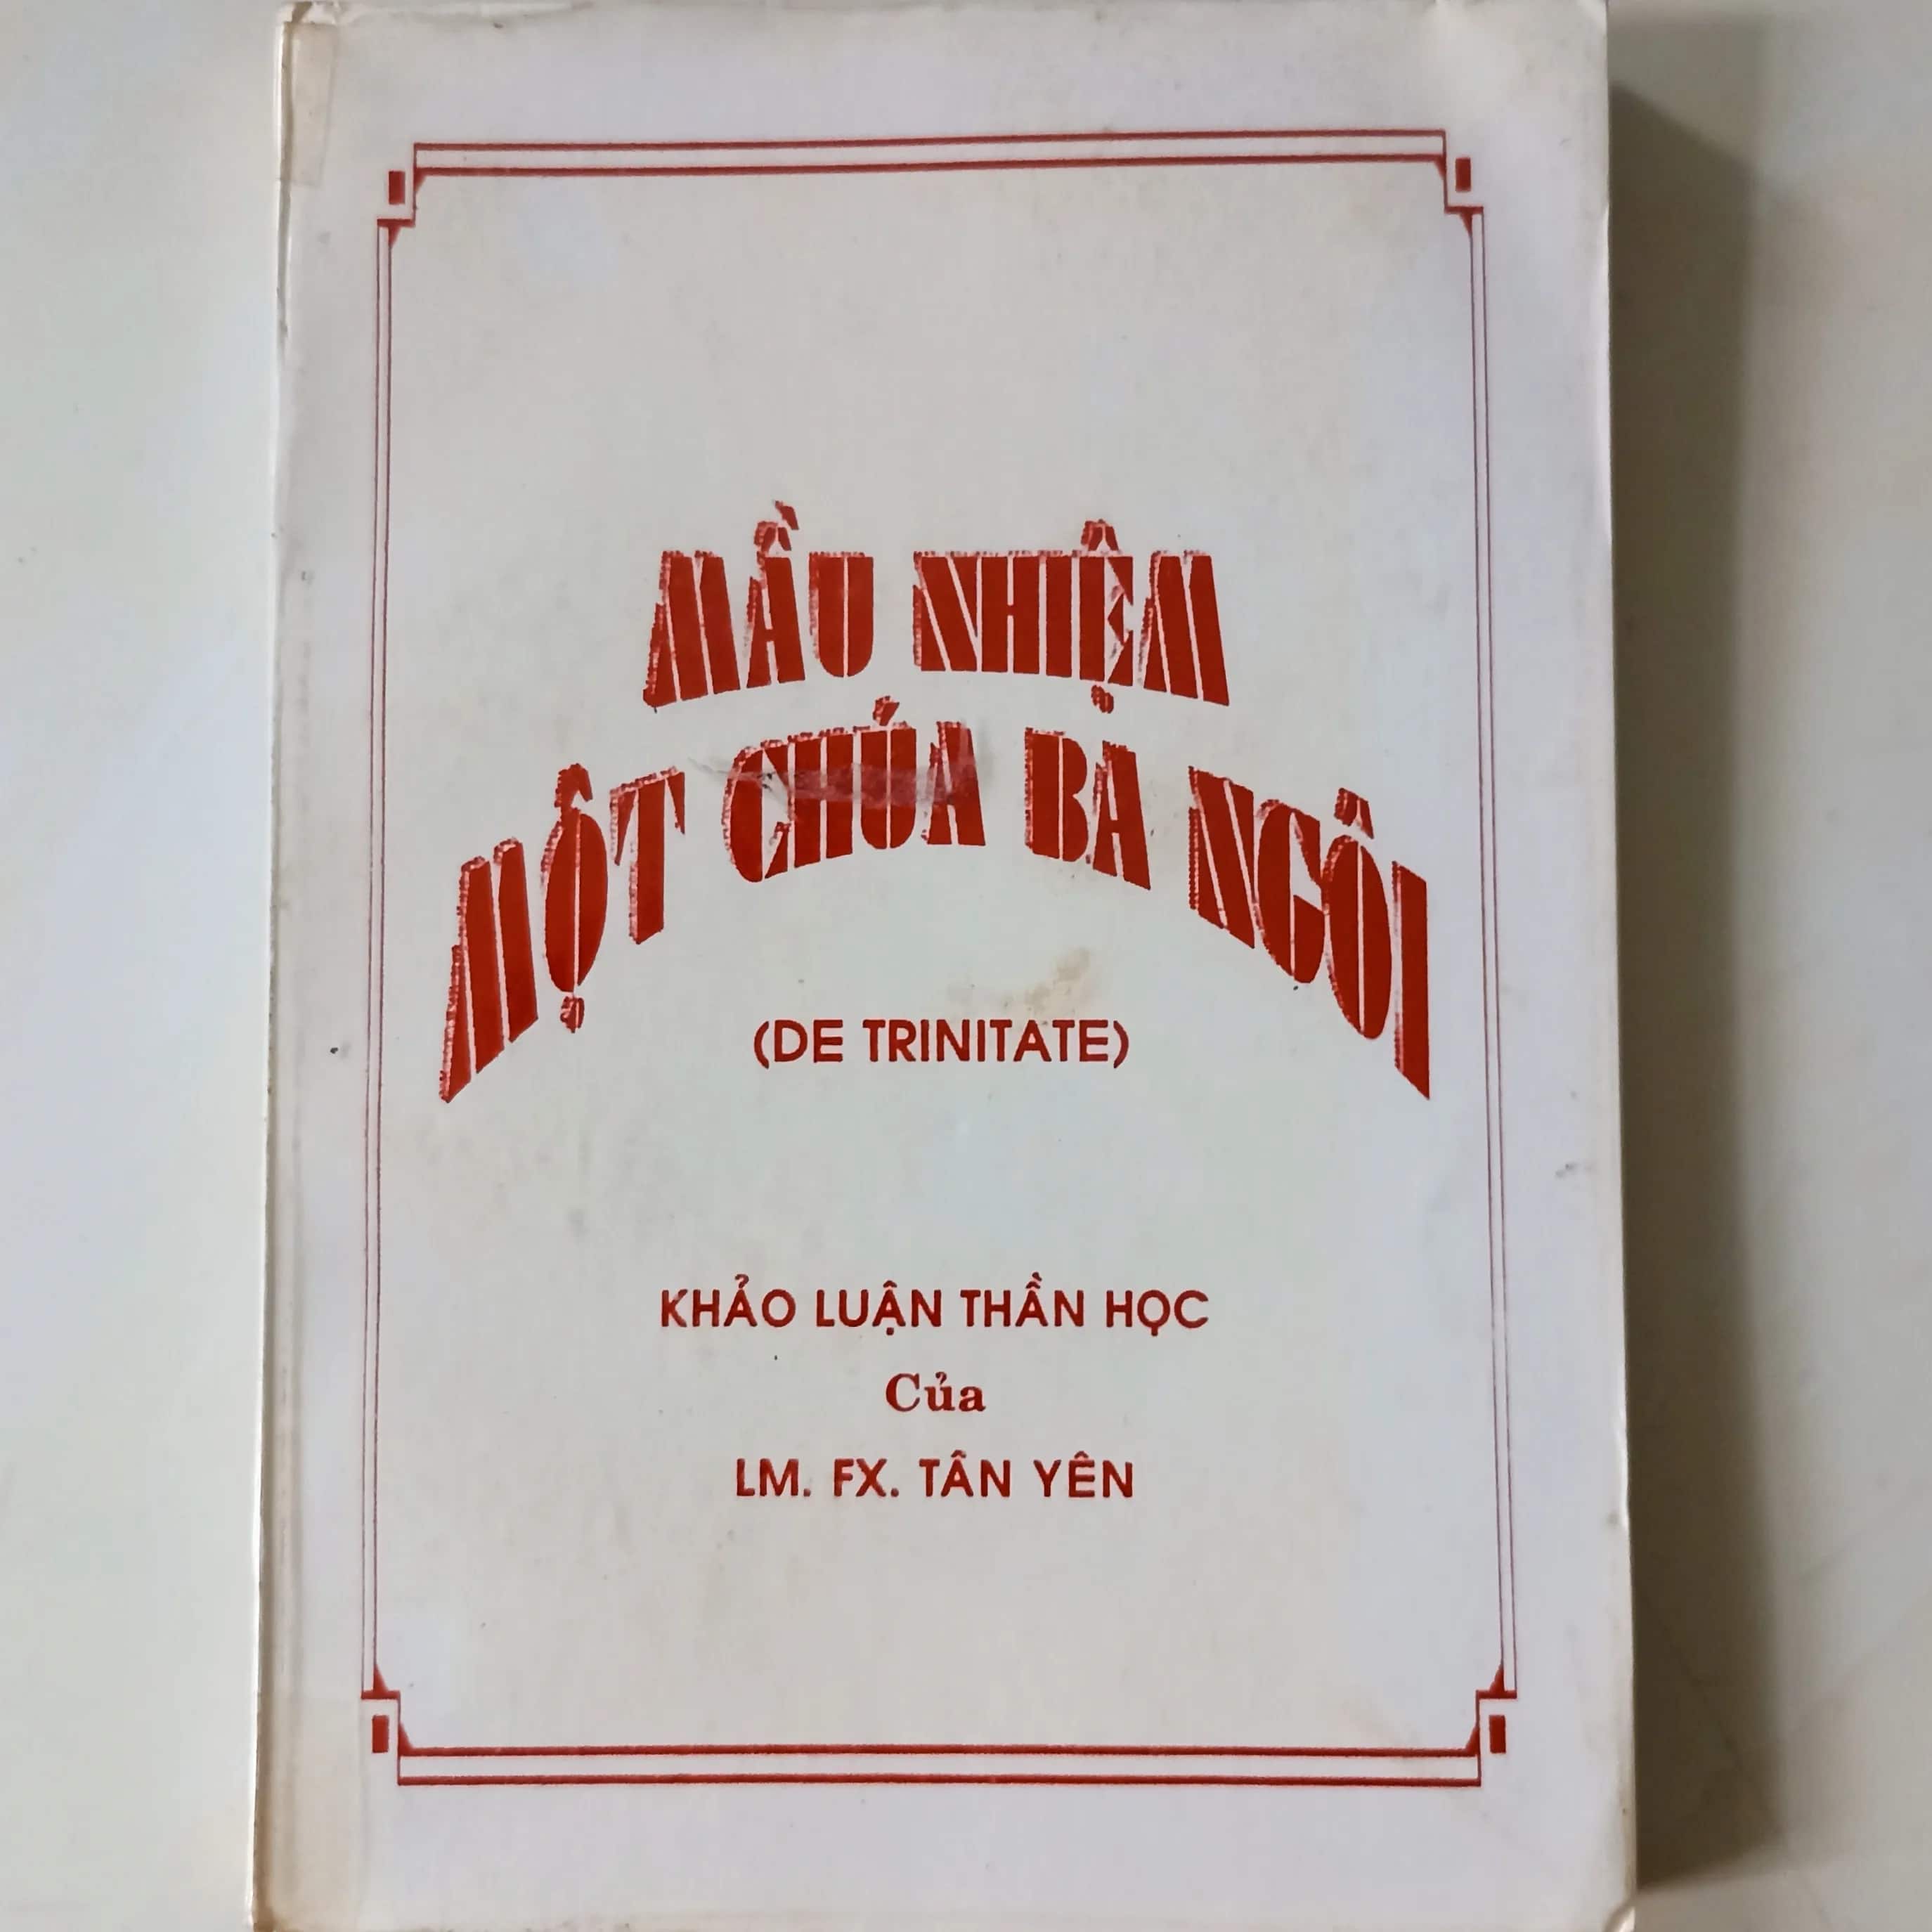 MẦU NHIỆM
MỘT CHÚA BA NGÔI
(DE TRINITATE)
KHẢO LUẬN THẦN HỌC
Của
LM. FX. TÂN YÊN